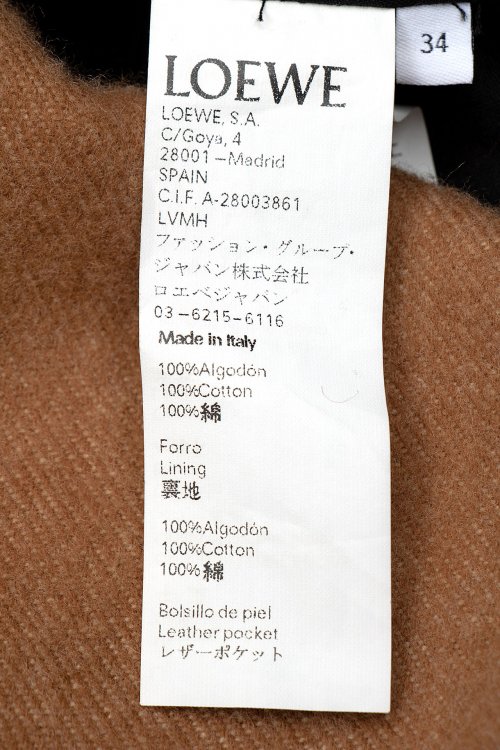 LOEWE
34
LOEWE, S.A.
C/Goya, 4
28001-Madrid
SPAIN
C.I.F. A-28003861
LVMH
ファッション・グループ・
ジャパン株式会社
ロエベジャパン
03-6215-6116
Made in Italy
100%Algodón
100%Cotton
100%綿
Forro
Lining
裏地
100%Algodón
100%Cotton
100%綿
Bolsillo de piel
Leather pocket
レザーポケット